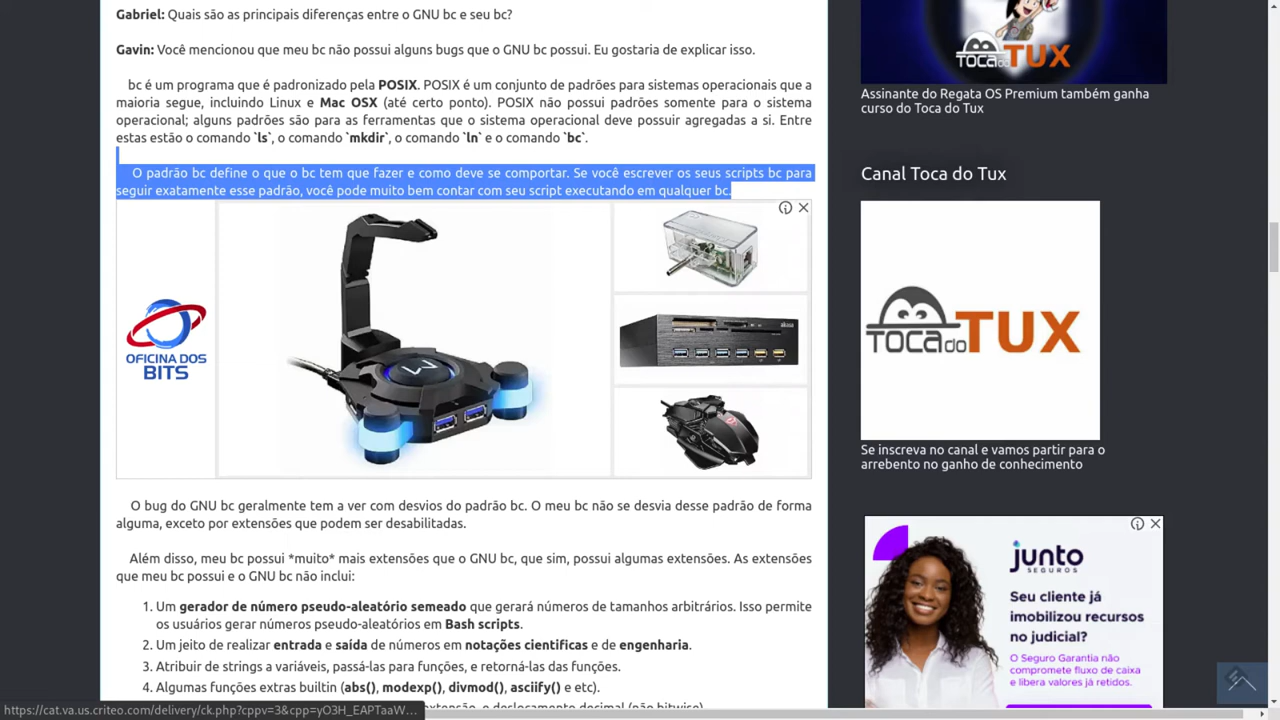 Gabriel: Quais são as principais diferenças entre o GNU bc e seu bc?
Gavin: Você mencionou que meu bc não possui alguns bugs que o GNU bc possui. Eu gostaria de explicar isso.
bc é um programa que é padronizado pela POSIX. POSIX é um conjunto de padrões para sistemas operacionais que a
maioria segue, incluindo Linux e Mac OSX (até certo ponto). POSIX não possui padrões somente para o sistema
operacional; alguns padrões são para as ferramentas que o sistema operacional deve possuir agregadas a si. Entre
estas estão o comando `ls`, o comando `mkdir`, o comando `ln` e o comando `bc`.
O padrão bc define o que o bc tem que fazer e como deve se comportar. Se você escrever os seus scripts bc para
seguir exatamente esse padrão, você pode muito bem contar com seu script executando em qualquer bc.
OFICINA DOS
BITS
O bug do GNU bc geralmente tem a ver com desvios do padrão bc. O meu bc não se desvia desse padrão de forma
alguma, exceto por extensões que podem ser desabilitadas.
Além disso, meu bc possui *muito* mais extensões que o GNU bc, que sim, possui algumas extensões. As extensões
que meu bc possui e o GNU bc não inclui:
1. Um gerador de número pseudo-aleatório semeado que gerará números de tamanhos arbitrários. Isso permite
os usuários gerar números pseudo-aleatórios em Bash scripts.
2. Um jeito de realizar entrada e saída de números em notações científicas e de engenharia.
3. Atribuir de strings a variáveis, passá-las para funções, e retorná-las das funções.
4. Algumas funções extras builtin (abs(), modexp(), divmod(), asciify() e etc).
extensão, e deslocamento decimal (não bitwise)
https://cat.va.us.criteo.com/delivery/ck.php?cppv=3&cpp=yO3H_EAPTaaW...
TOCA DO TUX
Assinante do Regata OS Premium também ganha
curso do Toca do Tux
Canal Toca do Tux
TOCA do TUX
Se inscreva no canal e vamos partir para o
arrebento no ganho de conhecimento
junto
SEGUROS
Seu cliente já
imobilizou recursos
no judicial?
O Seguro Garantia não
compromete fluxo de caixa
e libera valores já retidos.